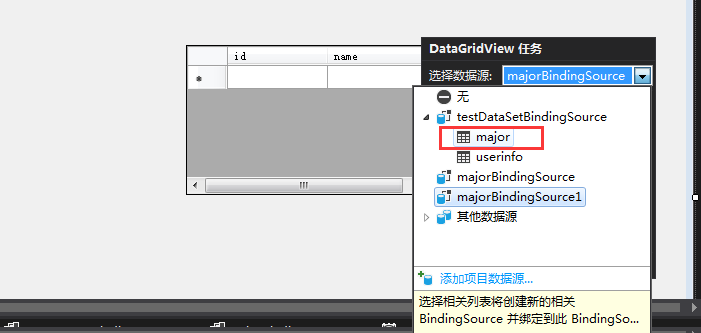 id name
*
DataGridView 任务
选择数据源: majorBindingSource
无
testDataSetBindingSource
major
userinfo
majorBindingSource
majorBindingSource1
其他数据源
添加项目数据源...
选择相关列表将创建新的相关
BindingSource 并绑定到此 BindingSo...